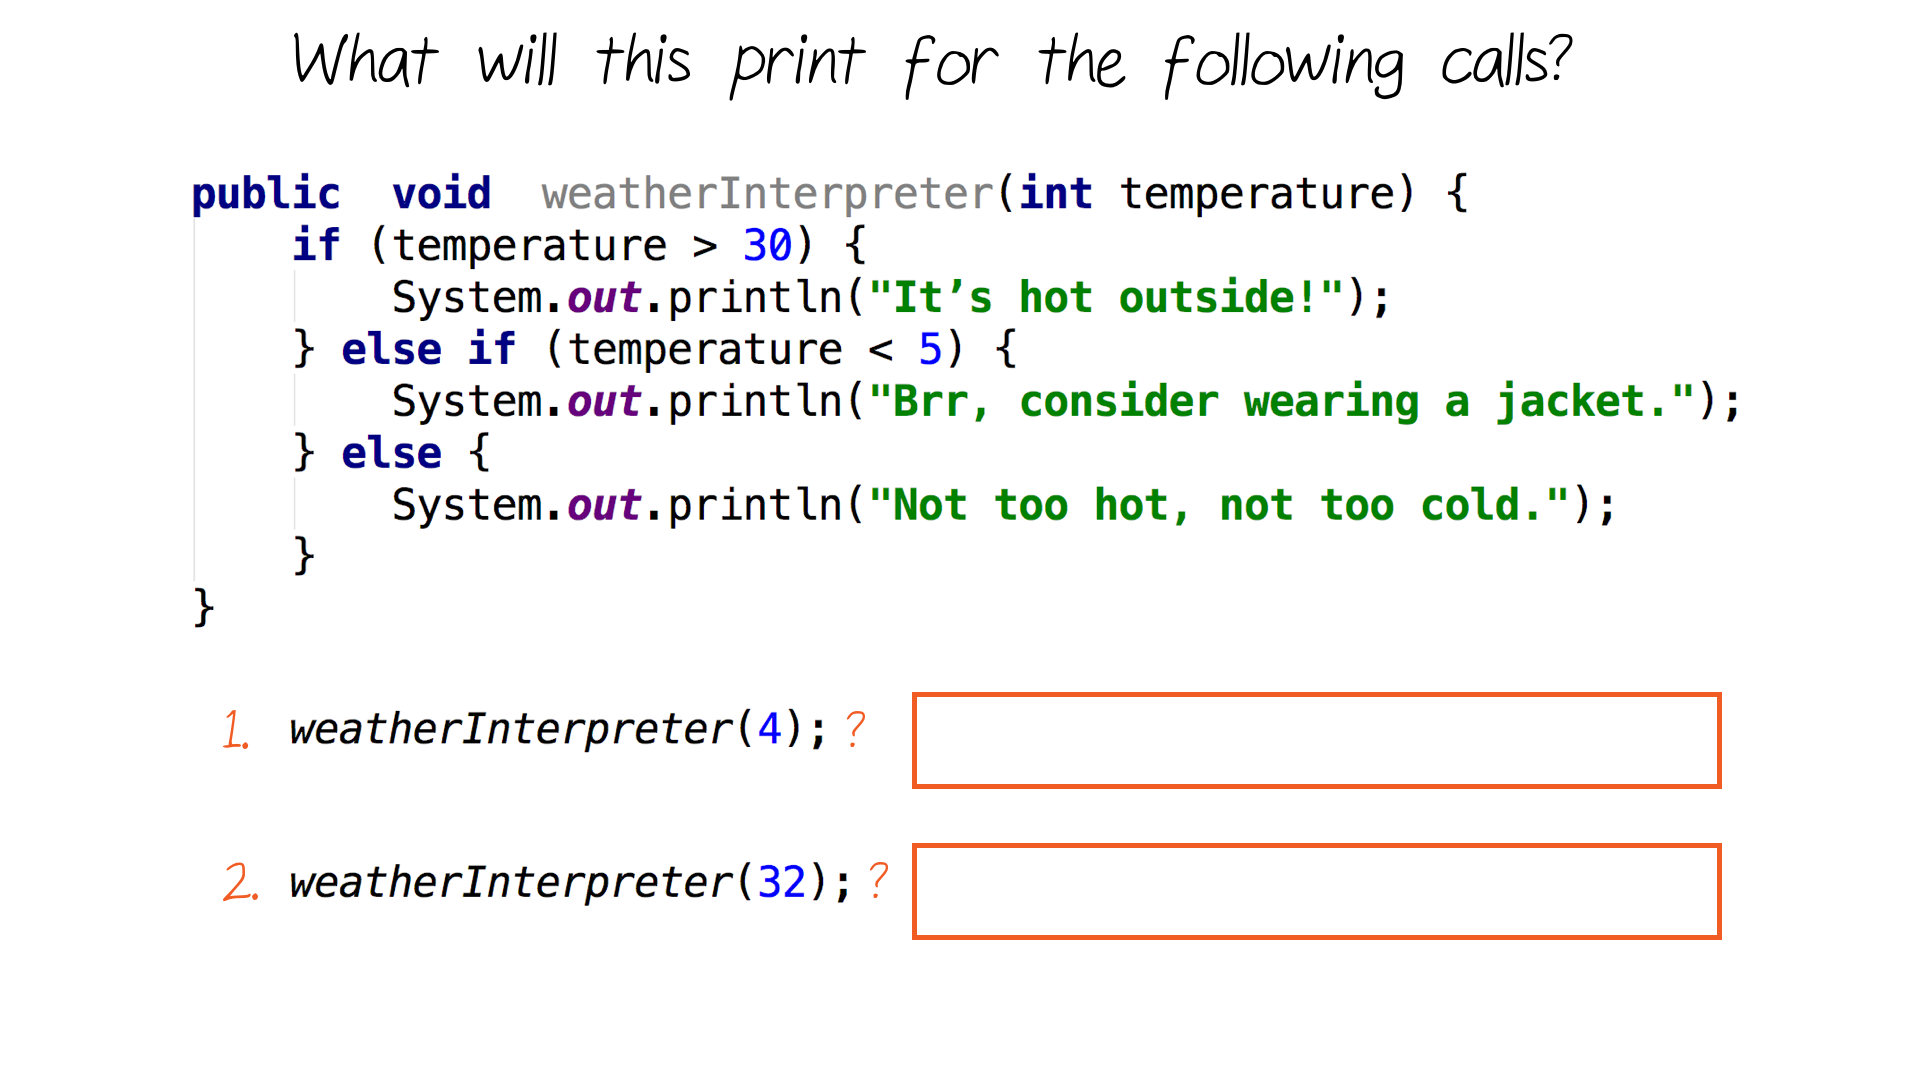 What will this print for the following calls?
public void weatherInterpreter(int temperature) {
if (temperature > 30) {
System.out.println("It’s hot outside!");
} else if (temperature < 5) {
System.out.println("Brr, consider wearing a jacket.");
} else {
System.out.println("Not too hot, not too cold.");
}
}
1. weatherInterpreter(4); ?
2. weatherInterpreter(32); ?